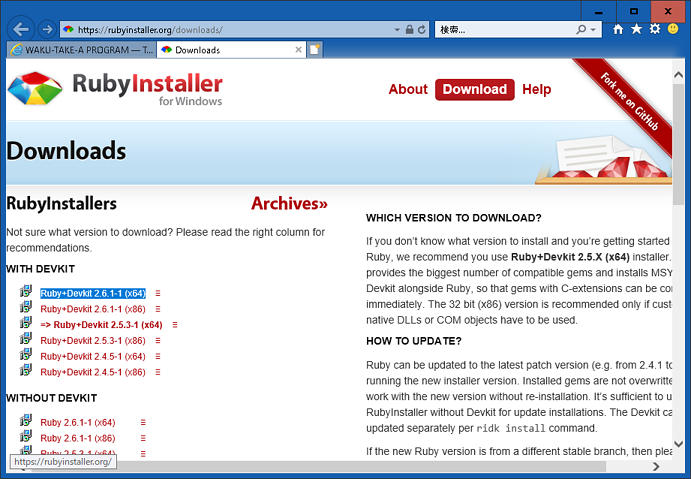 https://rubyinstaller.org/downloads/
検索...
WAKU-TAKE-A PROGRAM — T...
Downloads
RubyInstaller
for Windows
About Download Help
Fork me on GitHub
Downloads
RubyInstallers
Archives»
Not sure what version to download? Please read the right column for
recommendations.
WITH DEVKIT
Ruby+Devkit 2.6.1-1 (x64)
Ruby+Devkit 2.6.1-1 (x86)
=> Ruby+Devkit 2.5.3-1 (x64)
Ruby+Devkit 2.5.3-1 (x86)
Ruby+Devkit 2.4.5-1 (x64)
Ruby+Devkit 2.4.5-1 (x86)
WITHOUT DEVKIT
Ruby 2.6.1-1 (x64)
Ruby 2.6.1-1 (x86)
Ruby 2.5.3-1 (x64)
https://rubyinstaller.org/
WHICH VERSION TO DOWNLOAD?
If you don't know what version to install and you're getting started
Ruby, we recommend you use Ruby+Devkit 2.5.X (x64) installer.
provides the biggest number of compatible gems and installs MSY
Devkit alongside Ruby, so that gems with C-extensions can be co
immediately. The 32 bit (x86) version is recommended only if cust
native DLLs or COM objects have to be used.
HOW TO UPDATE?
Ruby can be updated to the latest patch version (e.g. from 2.4.1 to
running the new installer version. Installed gems are not overwritte
work with the new version without re-installation. It's sufficient to u
RubyInstaller without Devkit for update installations. The Devkit ca
updated separately per ridk install command.
If the new Ruby version is from a different stable branch, then plea